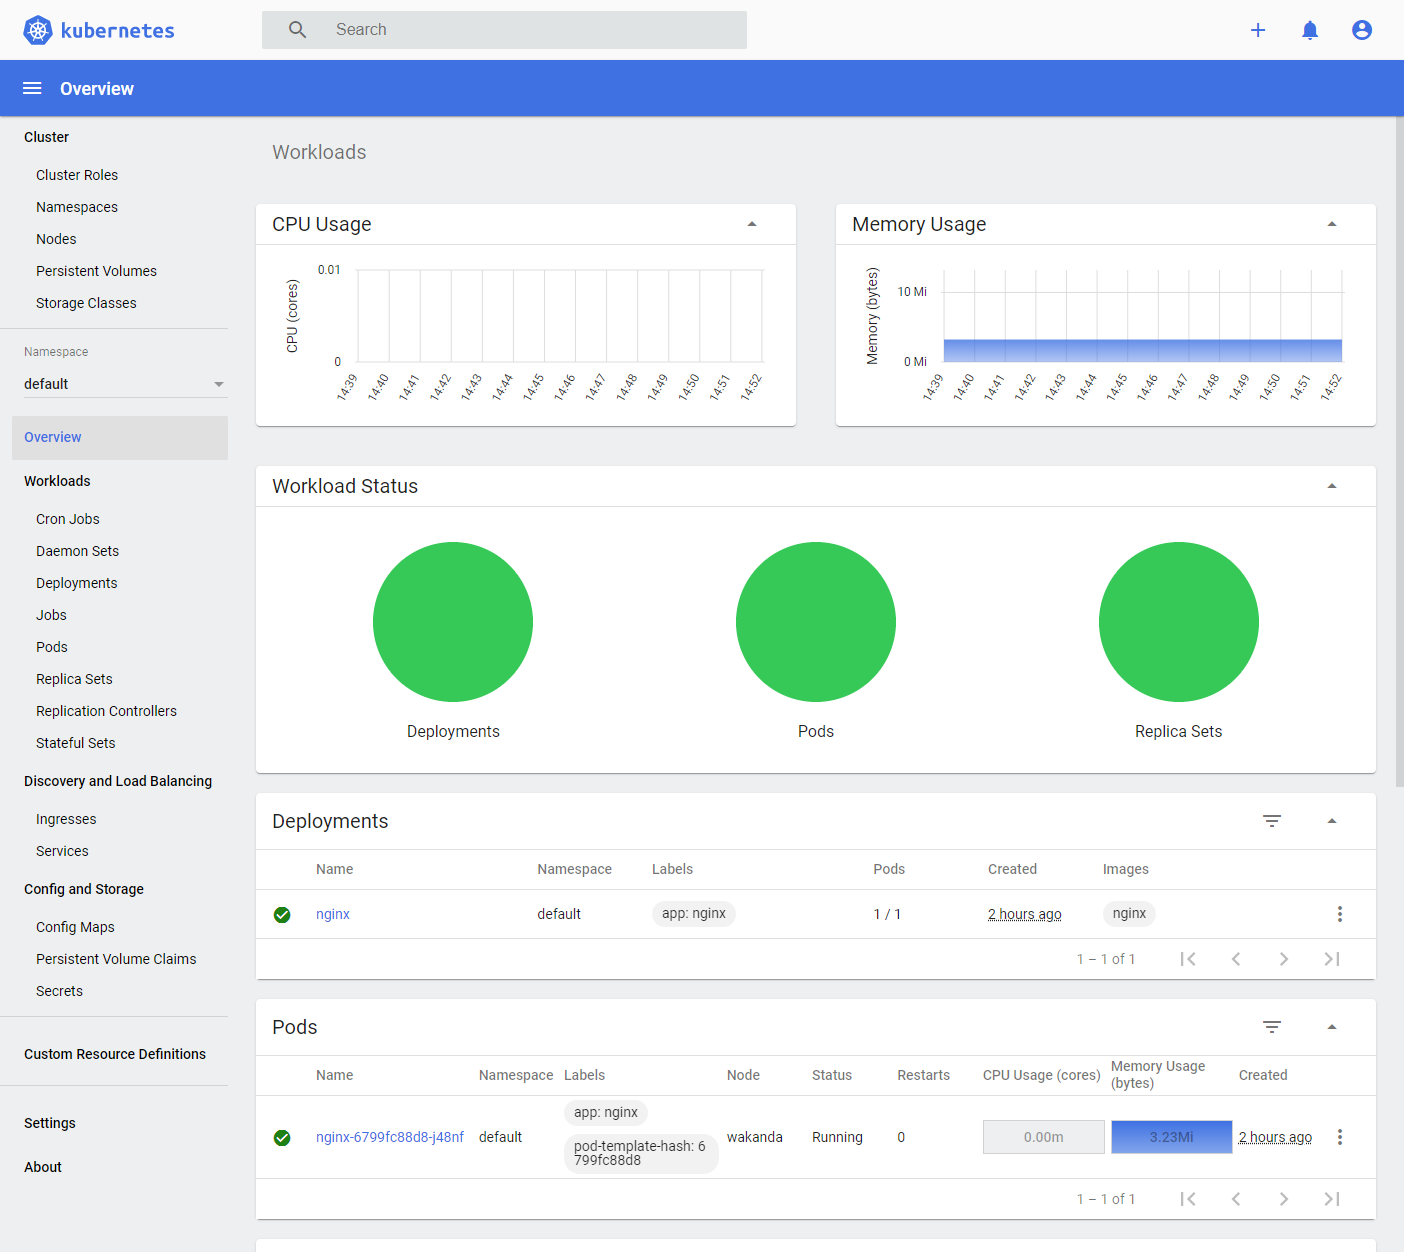 kubernetes
Search
Overview
Cluster
Cluster Roles
Namespaces
Nodes
Persistent Volumes
Storage Classes
Namespace
default
Overview
Workloads
Cron Jobs
Daemon Sets
Deployments
Jobs
Pods
Replica Sets
Replication Controllers
Stateful Sets
Discovery and Load Balancing
Ingresses
Services
Config and Storage
Config Maps
Persistent Volume Claims
Secrets
Custom Resource Definitions
Settings
About
Workloads
CPU Usage
CPU (cores)
0.01
0
14:39 14:40 14:41 14:42 14:43 14:44 14:45 14:46 14:47 14:48 14:49 14:50 14:51 14:52
Memory Usage
Memory (bytes)
10 Mi
0 Mi
14:39 14:40 14:41 14:42 14:43 14:44 14:45 14:46 14:47 14:48 14:49 14:50 14:51 14:52
Workload Status
Deployments Pods Replica Sets
Deployments
Name Namespace Labels Pods Created Images
nginx default app: nginx 1 / 1 2 hours ago nginx
1 – 1 of 1
Pods
Name Namespace Labels Node Status Restarts CPU Usage (cores) Memory Usage
(bytes) Created
app: nginx
nginx-6799fc88d8-j48nf default pod-template-hash: 6
799fc88d8 wakanda Running 0 0.00m 3.23Mi 2 hours ago
1 – 1 of 1